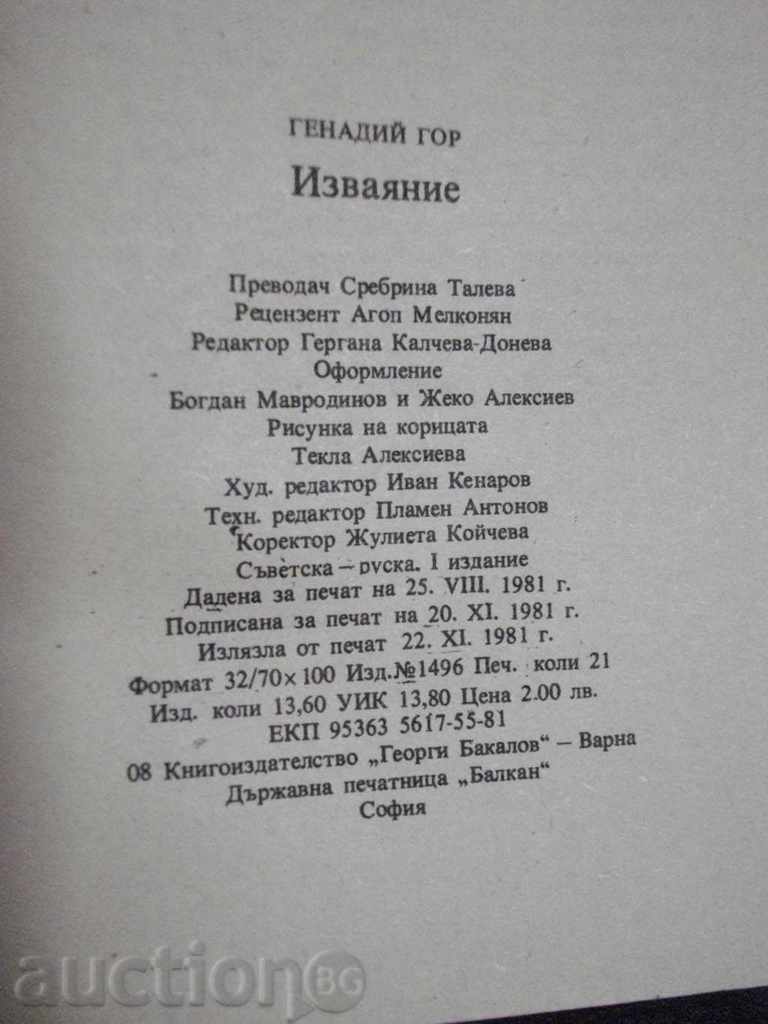 ГЕНАДИЙ ГОР
Изваяние
Преводач Сребрина Талева
Рецензент Агоп Мелконян
Редактор Гергана Калчева-Донева
Оформление
Богдан Мавродинов и Жеко Алексиев
Рисунка на корицата
Текла Алексиева
Худ. редактор Иван Кенаров
Техн. редактор Пламен Антонов
Коректор Жулиета Койчева
Съветска — руска. I издание
Дадена за печат на 25. VIII. 1981 г.
Подписана за печат на 20. XI. 1981 г.
Излязла от печат 22. XI. 1981 г.
Формат 32/70×100 Изд.№1496 Печ. коли 21
Изд. коли 13,60 УИК 13,80 Цена 2.00 лв.
ЕКП 95363 5617-55-81
08 Книгоиздателство „Георги Бакалов“ — Варна
Държавна печатница „Балкан“
София
auction BG